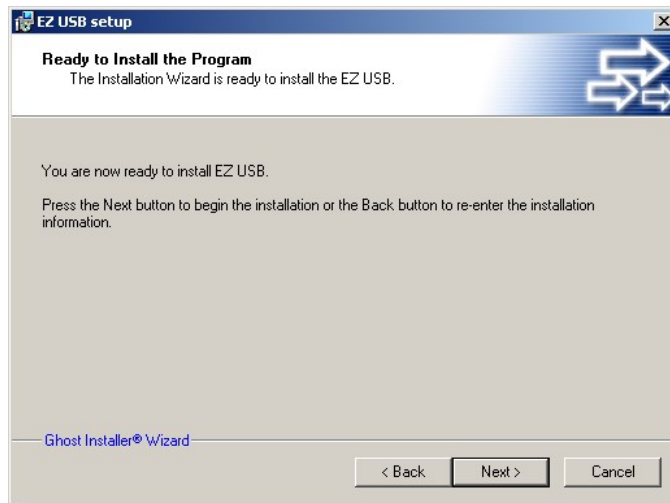 EZ USB setup
Ready to Install the Program
The Installation Wizard is ready to install the EZ USB.
You are now ready to install EZ USB.
Press the Next button to begin the installation or the Back button to re-enter the installation
information.
Ghost Installer® Wizard
< Back Next > Cancel